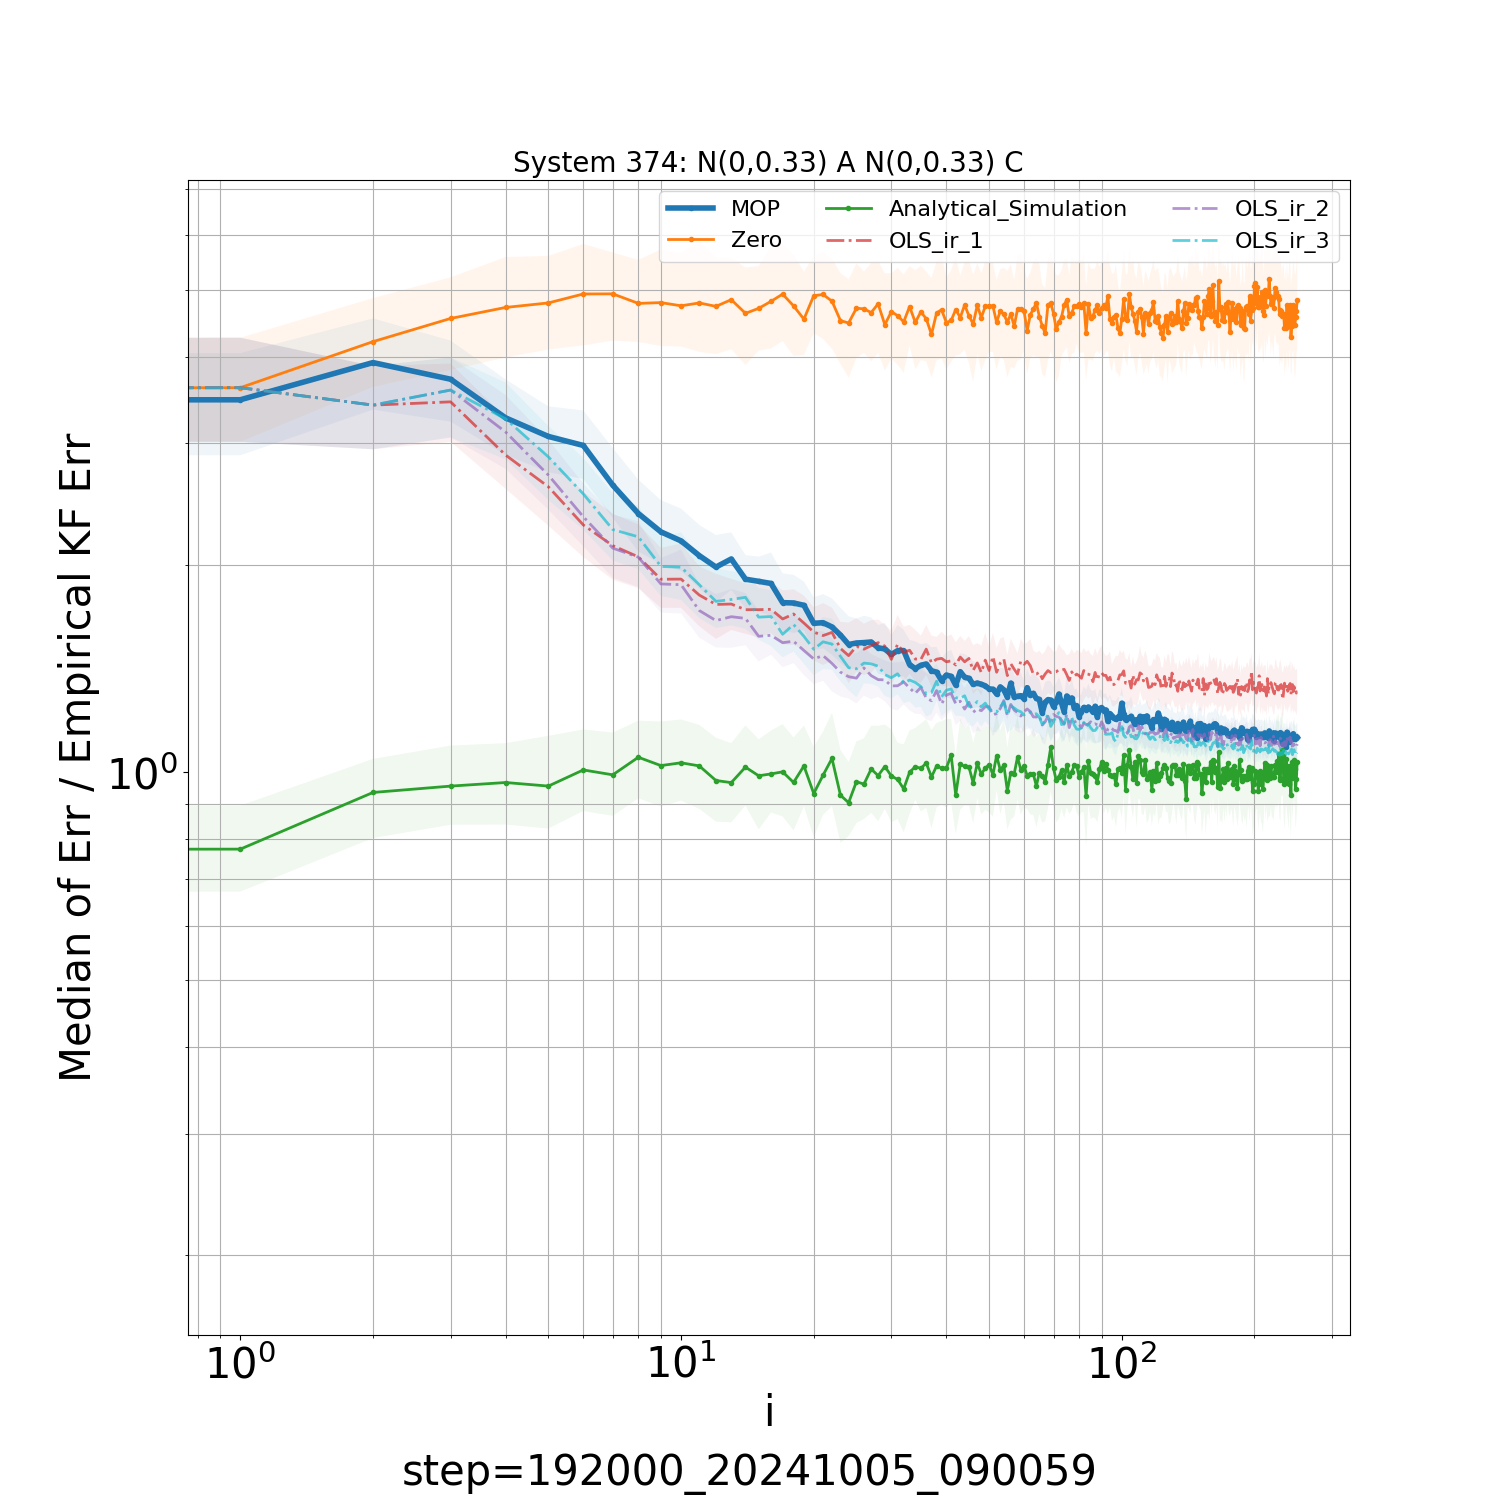 System 374: N(0,0.33) A N(0,0.33) C
MOP
Zero
Analytical_Simulation
OLS_ir_1
OLS_ir_2
OLS_ir_3
Median of Err / Empirical KF Err
10⁰
10⁰
10¹
10²
i
step=192000_20241005_090059